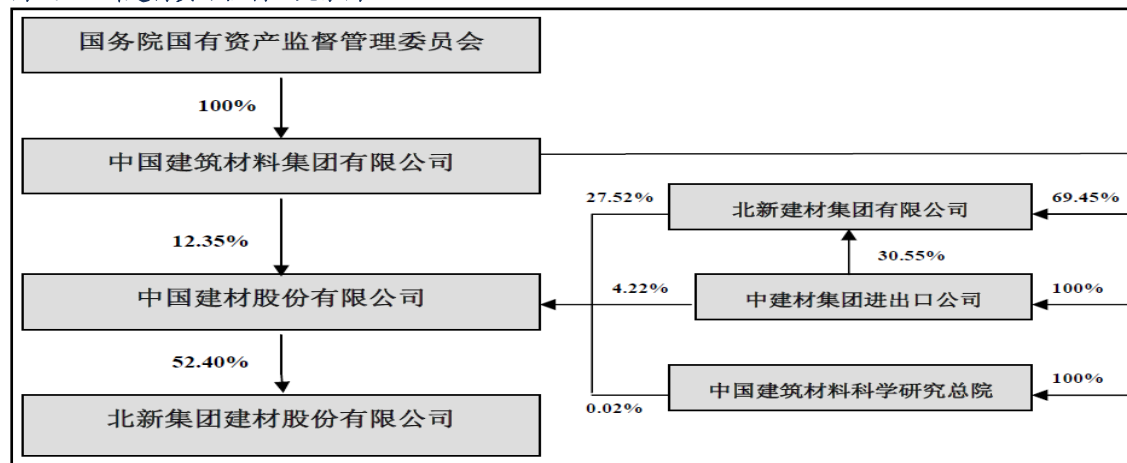 国务院国有资产监督管理委员会
100%
中国建筑材料集团有限公司
27.52%
北新建材集团有限公司
69.45%
12.35%
30.55%
中国建材股份有限公司
4.22%
中建材集团进出口公司
100%
52.40%
中国建筑材料科学研究总院
100%
0.02%
北新集团建材股份有限公司